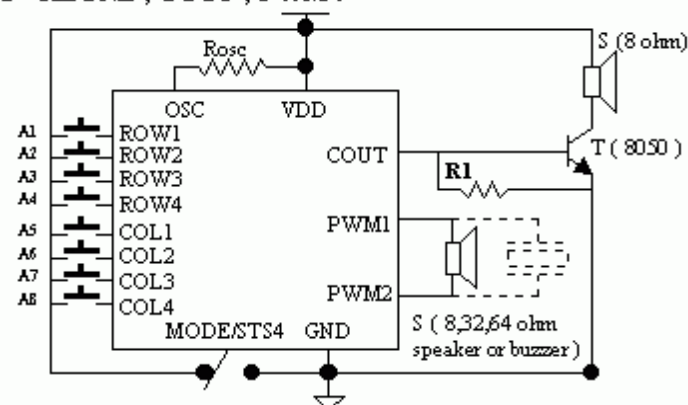 S (8 ohm)
Rosc
OSC
VDD
A1
ROW1
A2
ROW2
A3
ROW3
A4
ROW4
A5
COL1
A6
COL2
A7
COL3
A8
COL4
COUT
R1
T ( 8050 )
PWM1
PWM2
MODE/STS4 GND
S ( 8,32,64 ohm
speaker or buzzer )